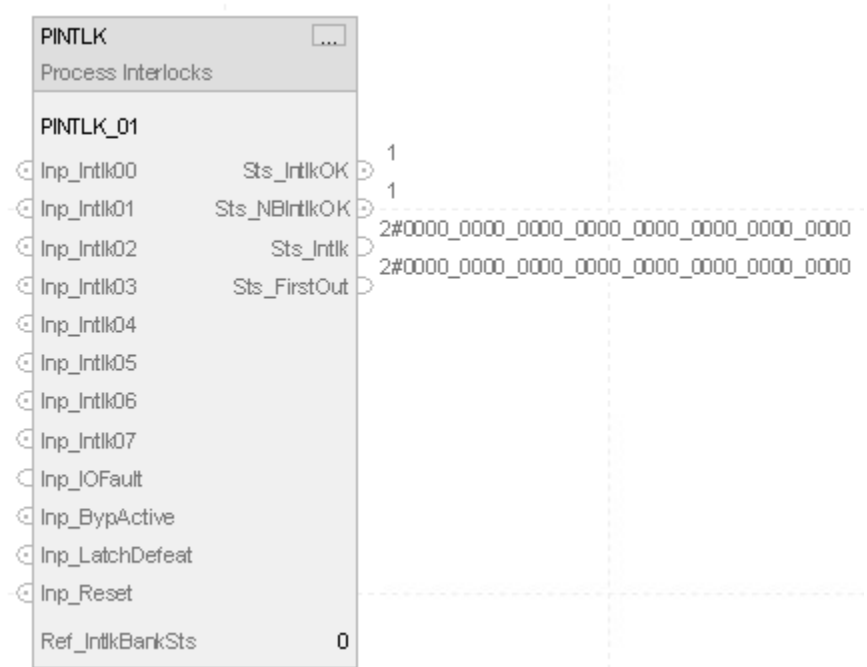 PINTLK ...
Process Interlocks
PINTLK_01
Inp_Intlk00 Sts_IntlkOK 1
Inp_Intlk01 Sts_NBIntlkOK 1
Inp_Intlk02 Sts_Intlk 2#0000_0000_0000_0000_0000_0000_0000_0000
Inp_Intlk03 Sts_FirstOut 2#0000_0000_0000_0000_0000_0000_0000_0000
Inp_Intlk04
Inp_Intlk05
Inp_Intlk06
Inp_Intlk07
Inp_IOFault
Inp_BypActive
Inp_LatchDefeat
Inp_Reset
Ref_IntlkBankSts 0